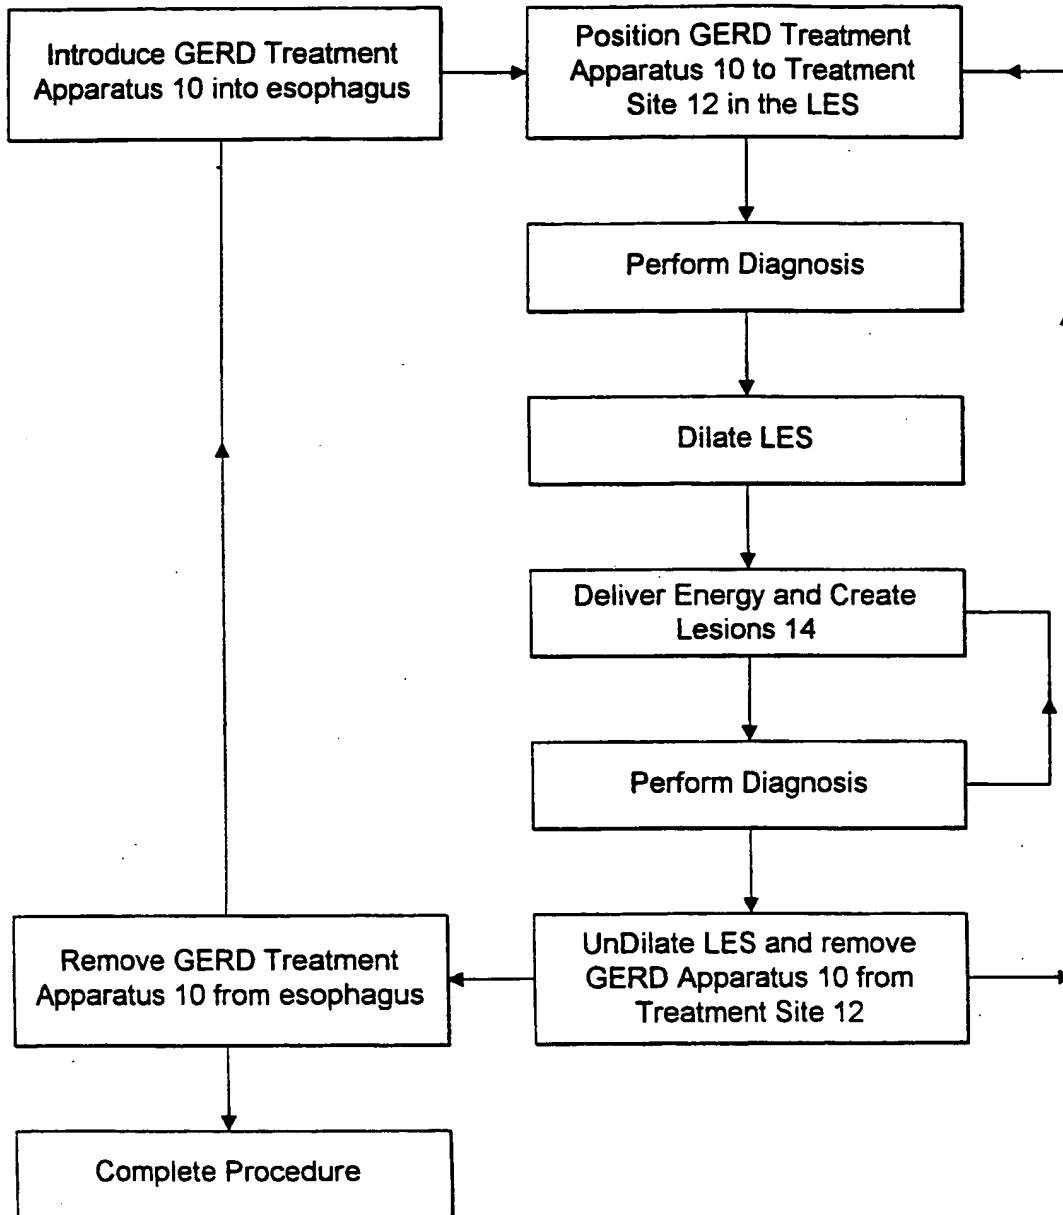 Introduce GERD Treatment
Apparatus 10 into esophagus
Position GERD Treatment
Apparatus 10 to Treatment
Site 12 in the LES
Perform Diagnosis
Dilate LES
Deliver Energy and Create
Lesions 14
Perform Diagnosis
UnDilate LES and remove
GERD Apparatus 10 from
Treatment Site 12
Remove GERD Treatment
Apparatus 10 from esophagus
Complete Procedure